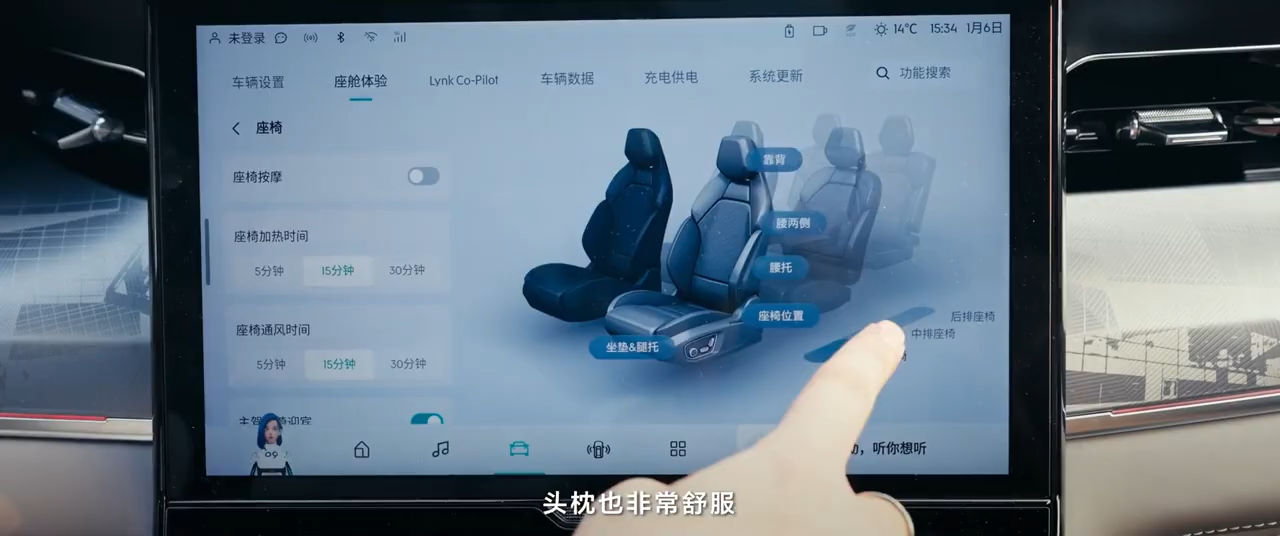 未登录
14°C 15:34 1月6日
车辆设置 座舱体验 Lynk Co-Pilot 车辆数据 充电供电 系统更新 功能搜索
座椅
座椅按摩
座椅加热时间
5分钟 15分钟 30分钟
座椅通风时间
5分钟 15分钟 30分钟
靠背
腰两侧
腰托
座椅位置
坐垫&腿托
后排座椅
中排座椅
09
，听你想听
头枕也非常舒服